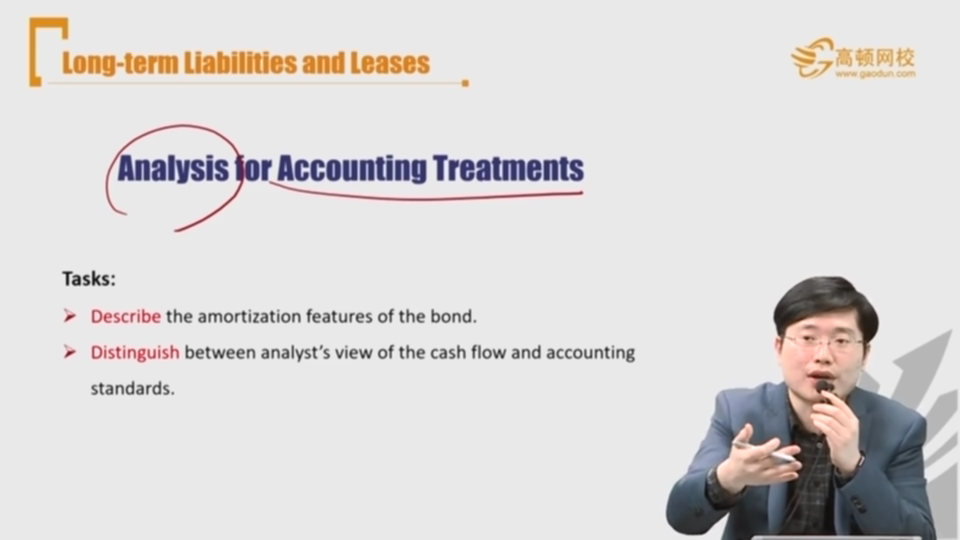 Long-term Liabilities and Leases
高顿网校
www.gaodun.com
Analysis for Accounting Treatments
Tasks:
Describe the amortization features of the bond.
Distinguish between analyst's view of the cash flow and accounting
standards.